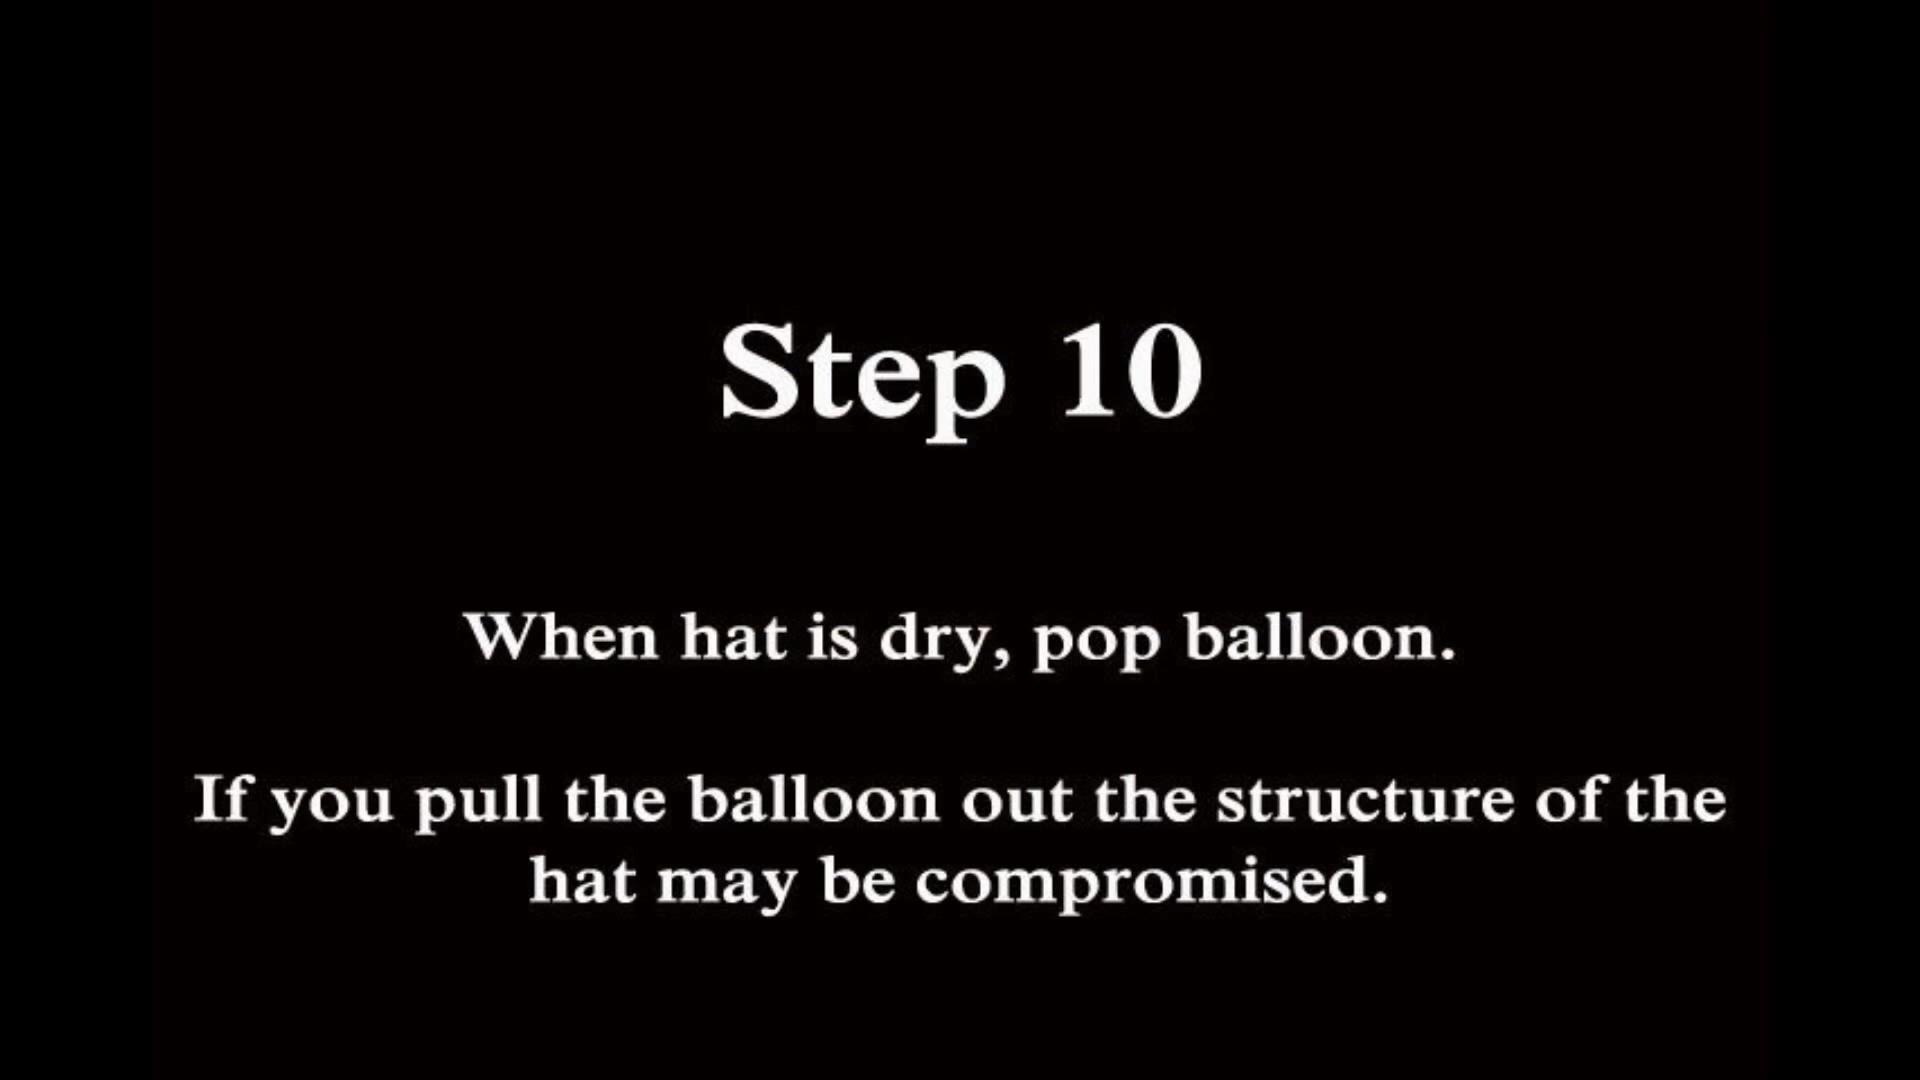 Step 10
When hat is dry, pop balloon.
If you pull the balloon out the structure of the
hat may be compromised.